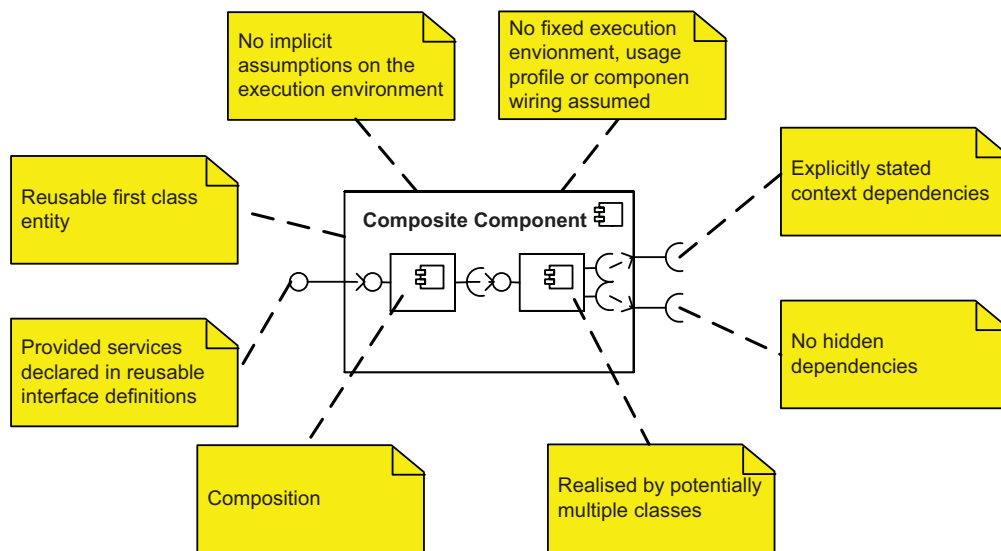 No implicit
assumptions on the
execution environment
No fixed execution
envionment, usage
profile or componen
wiring assumed
Reusable first class
entity
Explicitly stated
context dependencies
Composite Component
Provided services
declared in reusable
interface definitions
No hidden
dependencies
Composition
Realised by potentially
multiple classes